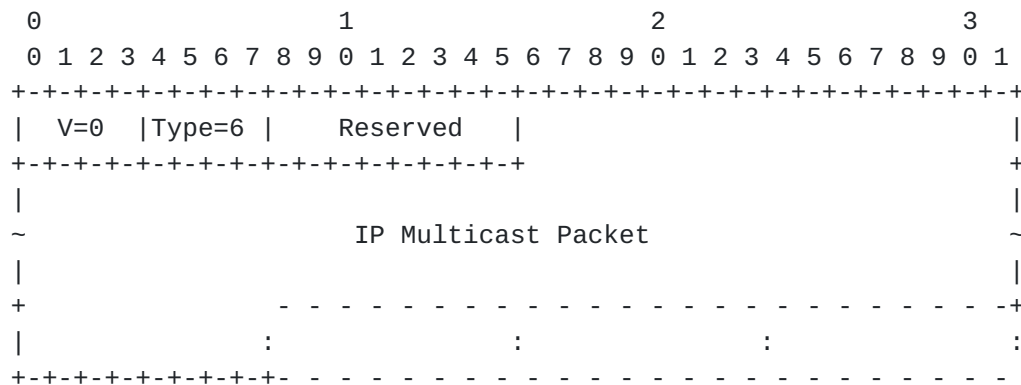 0                   1                   2                   3
 0 1 2 3 4 5 6 7 8 9 0 1 2 3 4 5 6 7 8 9 0 1 2 3 4 5 6 7 8 9 0 1
+-+-+-+-+-+-+-+-+-+-+-+-+-+-+-+-+-+-+-+-+-+-+-+-+-+-+-+-+-+-+-+-+
|  V=0  |Type=6 |    Reserved   |                               |
+-+-+-+-+-+-+-+-+-+-+-+-+-+-+-+-+                               +
|                                                               |
~                     IP Multicast Packet                       ~
|                                                               |
+                - - - - - - - - - - - - - - - - - - - - - - - -+
|               :               :               :               :
+-+-+-+-+-+-+-+-+- - - - - - - - - - - - - - - - - - - - - - - -